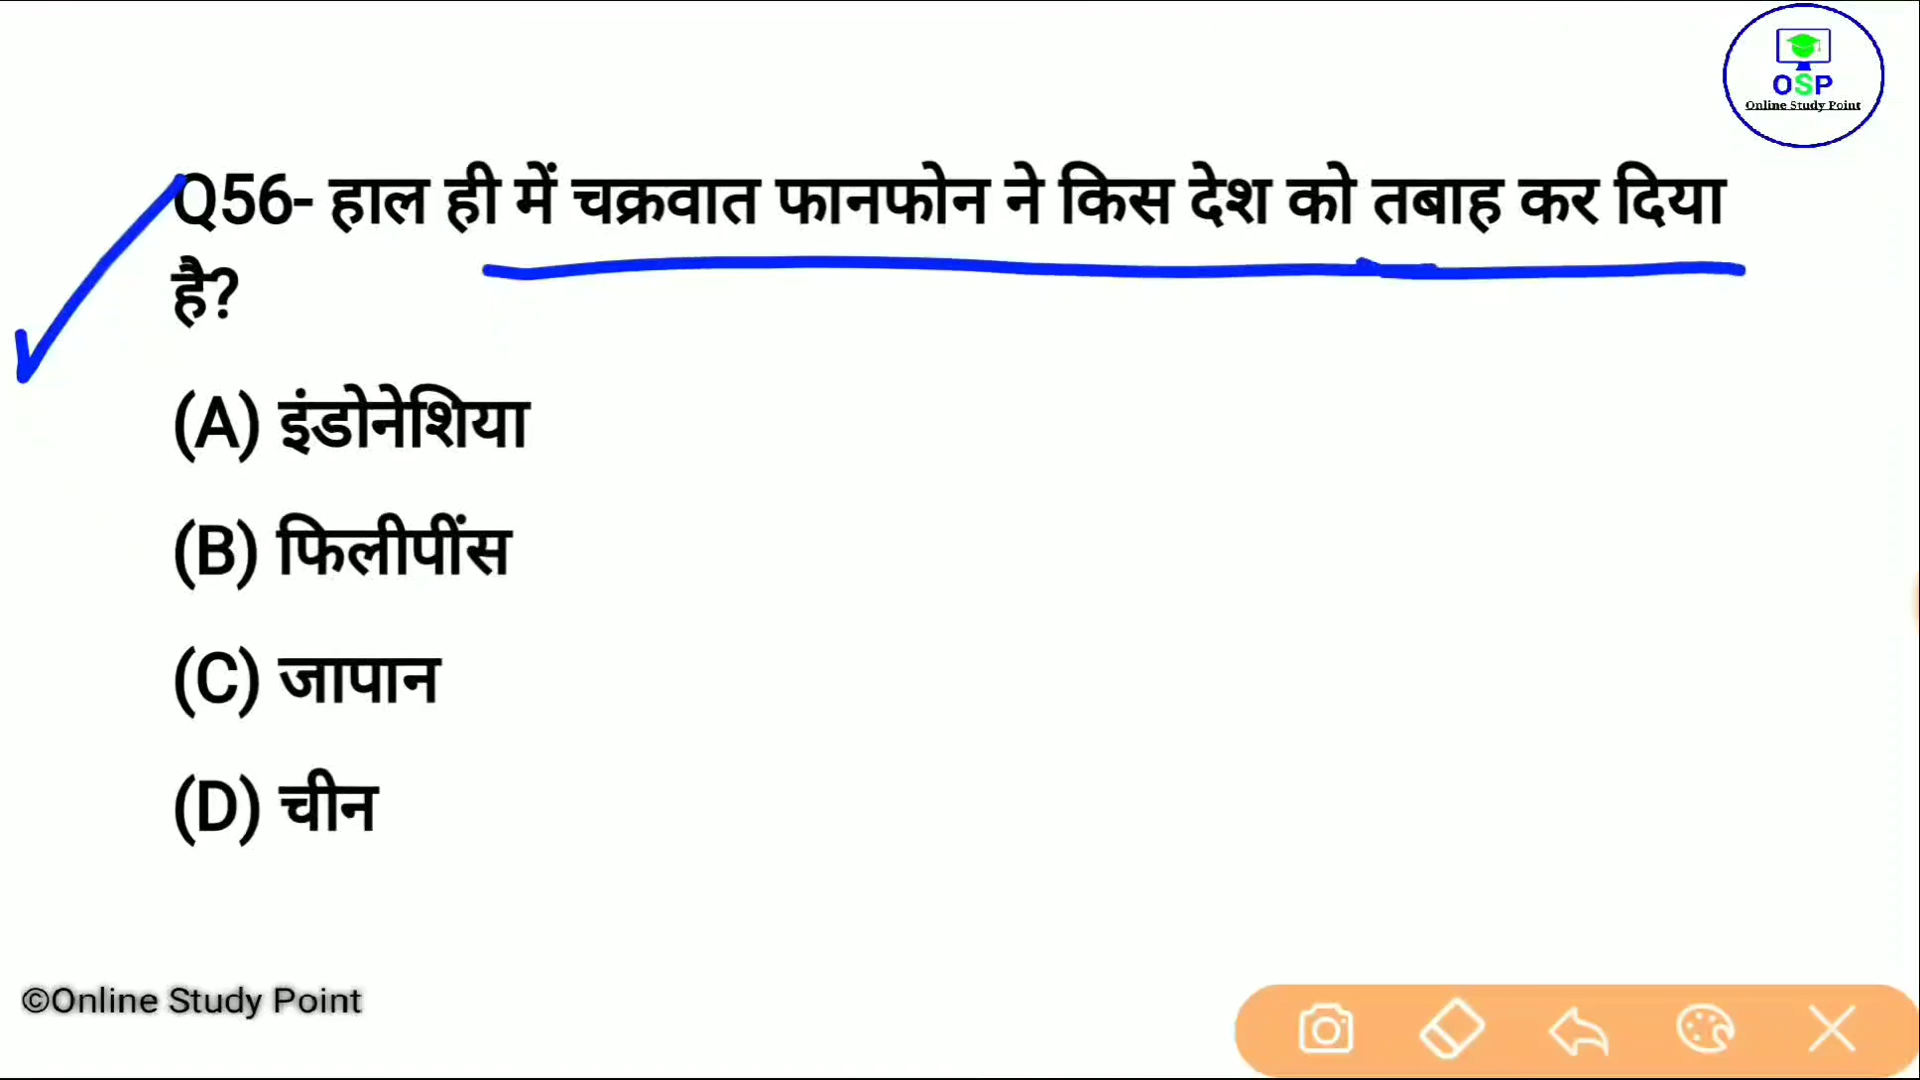 OSP
Online Study Point
Q56- हाल ही में चक्रवात फानफोन ने किस देश को तबाह कर दिया
है?
(A) इंडोनेशिया
(B) फिलीपींस
(C) जापान
(D) चीन
©Online Study Point